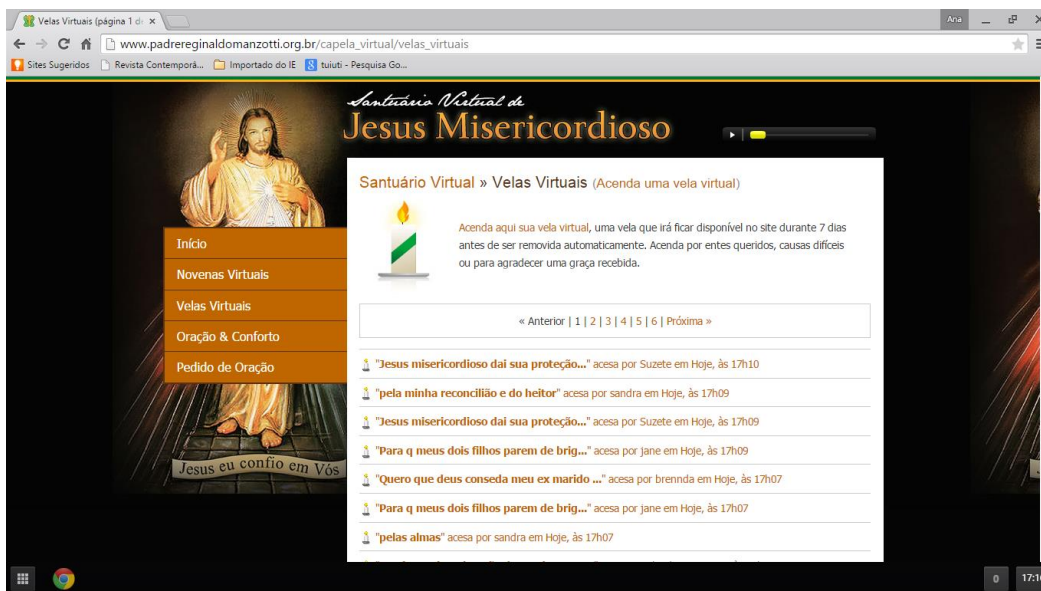 Velas Virtuais (página 1 d
Ana
www.padrereginaldomanzotti.org.br/capela_virtual/velas_virtuais
Sites Sugeridos Revista Contemporâ... Importado do IE tuiuti - Pesquisa Go...
Santuário Virtual de
Jesus Misericordioso
Santuário Virtual » Velas Virtuais (Acenda uma vela virtual)
Acenda aqui sua vela virtual, uma vela que irá ficar disponível no site durante 7 dias
antes de ser removida automaticamente. Acenda por entes queridos, causas difíceis
ou para agradecer uma graça recebida.
Início
Novenas Virtuais
Velas Virtuais
Oração & Conforto
Pedido de Oração
Jesus eu confio em Vós
« Anterior | 1 | 2 | 3 | 4 | 5 | 6 | Próxima »
"Jesus misericordioso dai sua proteção..." acesa por Suzete em Hoje, às 17h10
"pela minha reconcilião e do heitor" acesa por sandra em Hoje, às 17h09
"Jesus misericordioso dai sua proteção..." acesa por Suzete em Hoje, às 17h09
"Para q meus dois filhos parem de brig..." acesa por jane em Hoje, às 17h09
"Quero que deus conseda meu ex marido ..." acesa por brennda em Hoje, às 17h07
"Para q meus dois filhos parem de brig..." acesa por jane em Hoje, às 17h07
"pelas almas" acesa por sandra em Hoje, às 17h07
0